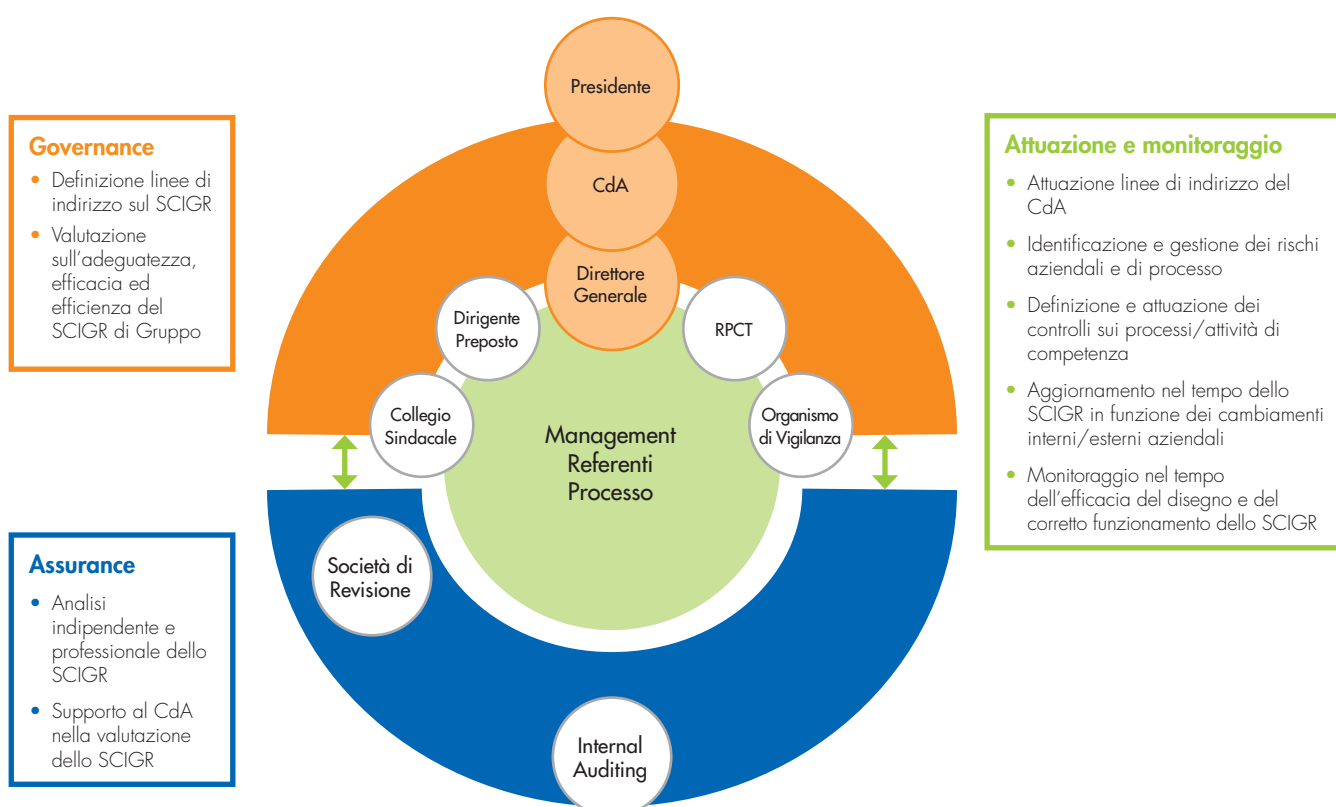 Presidente
CdA
Direttore
Generale
Dirigente
Preposto
RPCT
Collegio
Sindacale
Organismo
di Vigilanza
Management
Referenti
Processo
Società di
Revisione
Internal
Auditing
Governance
• Definizione linee di
indirizzo sul SCIGR
• Valutazione
sull'adeguatezza,
efficacia ed
efficienza del
SCIGR di Gruppo
Assurance
• Analisi
indipendente e
professionale dello
SCIGR
• Supporto al CdA
nella valutazione
dello SCIGR
Attuazione e monitoraggio
• Attuazione linee di indirizzo del
CdA
• Identificazione e gestione dei rischi
aziendali e di processo
• Definizione e attuazione dei
controlli sui processi/attività di
competenza
• Aggiornamento nel tempo dello
SCIGR in funzione dei cambiamenti
interni/esterni aziendali
• Monitoraggio nel tempo
dell'efficacia del disegno e del
corretto funzionamento dello SCIGR